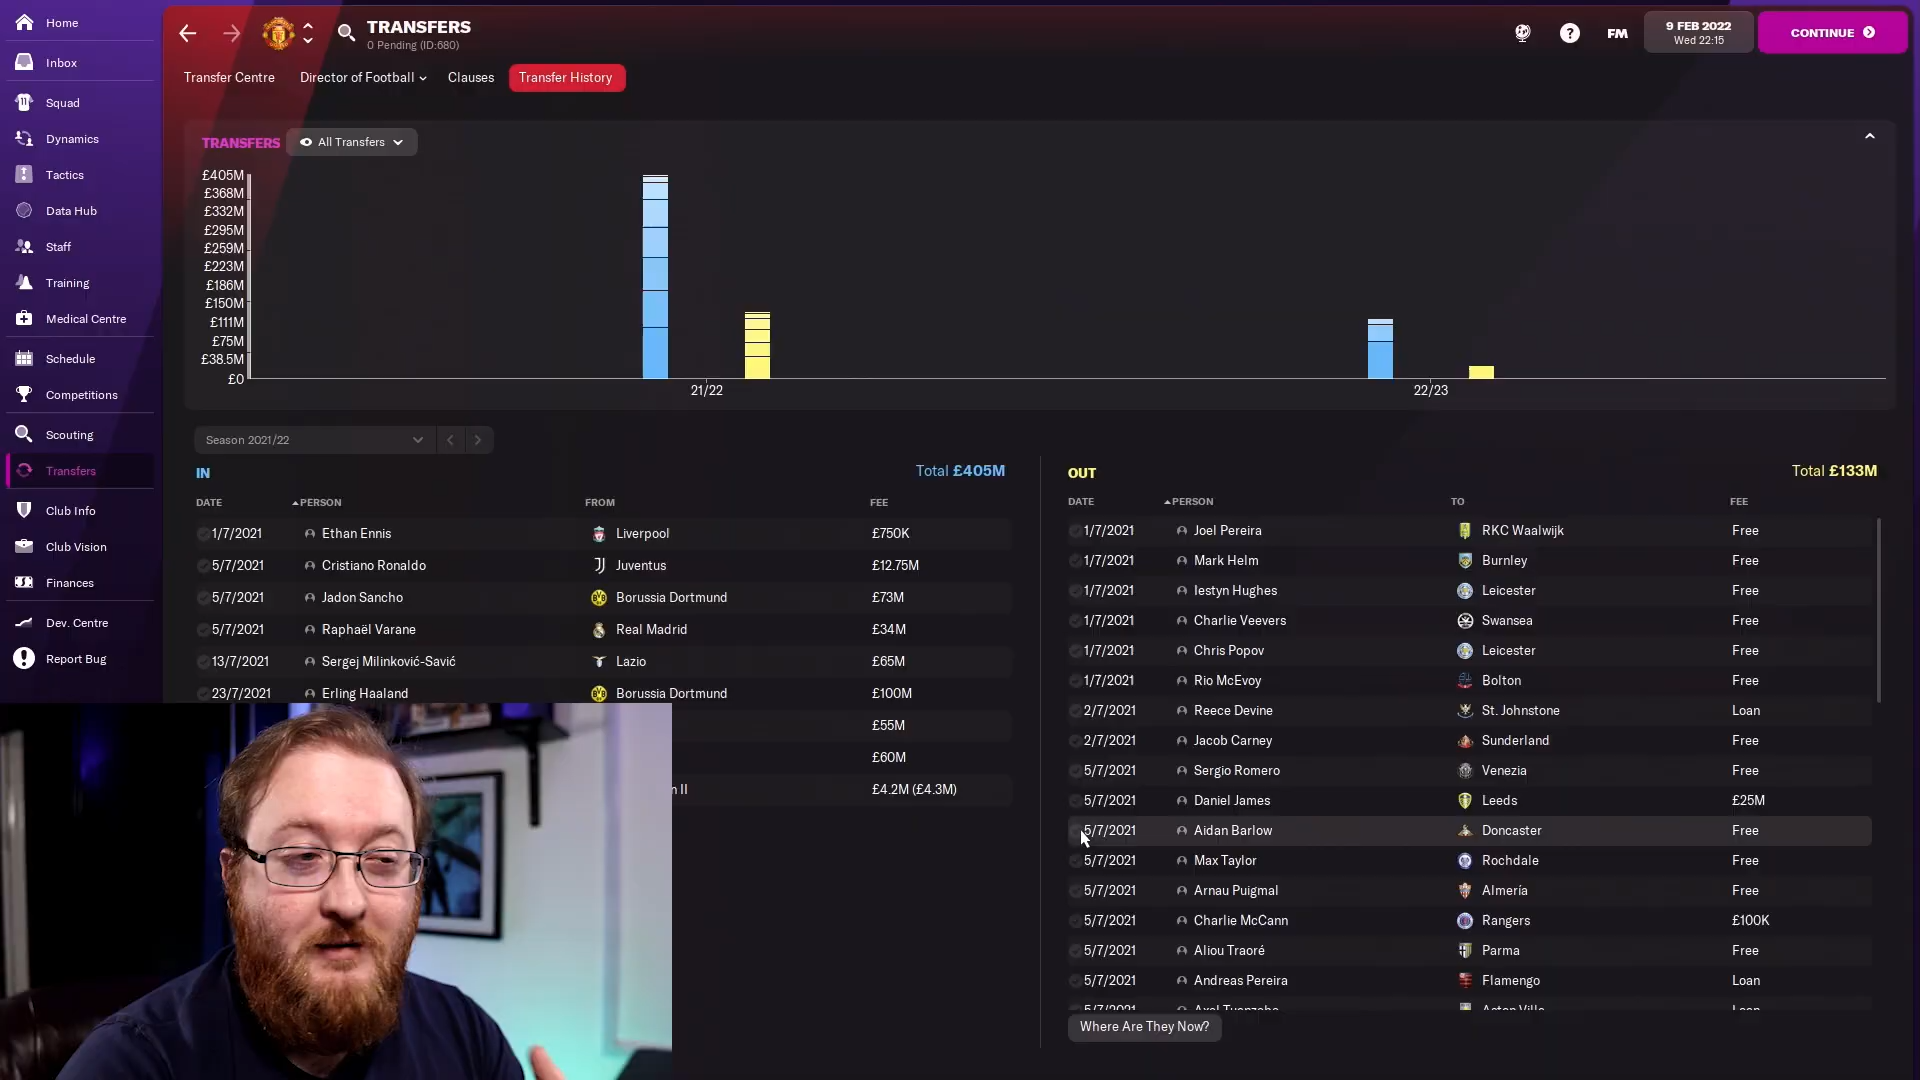 Home
Inbox
Squad
Dynamics
Tactics
Data Hub
Staff
Training
Medical Centre
Schedule
Competitions
Scouting
Transfers
Club Info
Club Vision
Finances
Dev. Centre
Report Bug
TRANSFERS
0 Pending (ID:680)
FM
9 FEB 2022
Wed 22:15
CONTINUE
Transfer Centre Director of Football Clauses Transfer History
TRANSFERS All Transfers
£405M
£368M
£332M
£295M
£259M
£223M
£186M
£150M
£111M
£75M
£38.5M
£0
21/22 22/23
Season 2021/22
IN Total £405M
DATE PERSON FROM FEE
1/7/2021 Ethan Ennis Liverpool £750K
5/7/2021 Cristiano Ronaldo Juventus £12.75M
5/7/2021 Jadon Sancho Borussia Dortmund £73M
5/7/2021 Raphaël Varane Real Madrid £34M
13/7/2021 Sergej Milinković-Savić Lazio £65M
23/7/2021 Erling Haaland Borussia Dortmund £100M
£55M
£60M
II £4.2M (£4.3M)
OUT Total £133M
DATE PERSON TO FEE
1/7/2021 Joel Pereira RKC Waalwijk Free
1/7/2021 Mark Helm Burnley Free
1/7/2021 Iestyn Hughes Leicester Free
1/7/2021 Charlie Veevers Swansea Free
1/7/2021 Chris Popov Leicester Free
1/7/2021 Rio McEvoy Bolton Free
2/7/2021 Reece Devine St. Johnstone Loan
2/7/2021 Jacob Carney Sunderland Free
5/7/2021 Sergio Romero Venezia Free
5/7/2021 Daniel James Leeds £25M
5/7/2021 Aidan Barlow Doncaster Free
5/7/2021 Max Taylor Rochdale Free
5/7/2021 Arnau Puigmal Almería Free
5/7/2021 Charlie McCann Rangers £100K
5/7/2021 Aliou Traoré Parma Free
5/7/2021 Andreas Pereira Flamengo Loan
5/7/2021 Axel Tuanzebe Aston Villa Loan
Where Are They Now?